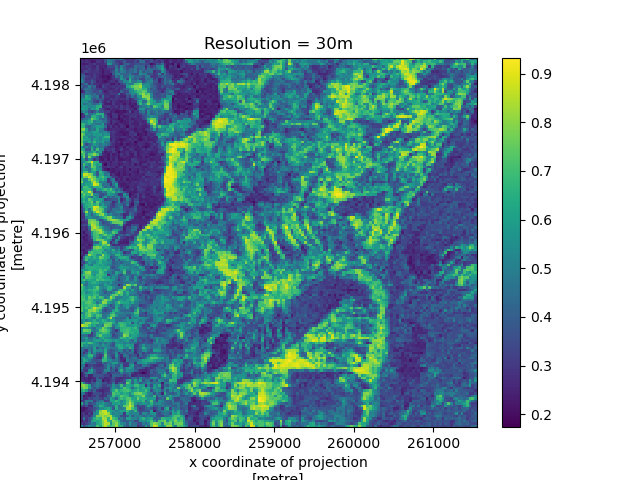 Resolution = 30m
1e6
4.198
4.197
4.196
4.195
4.194
y coordinate of projection
[metre]
257000 258000 259000 260000 261000
x coordinate of projection
[metre]
0.9
0.8
0.7
0.6
0.5
0.4
0.3
0.2